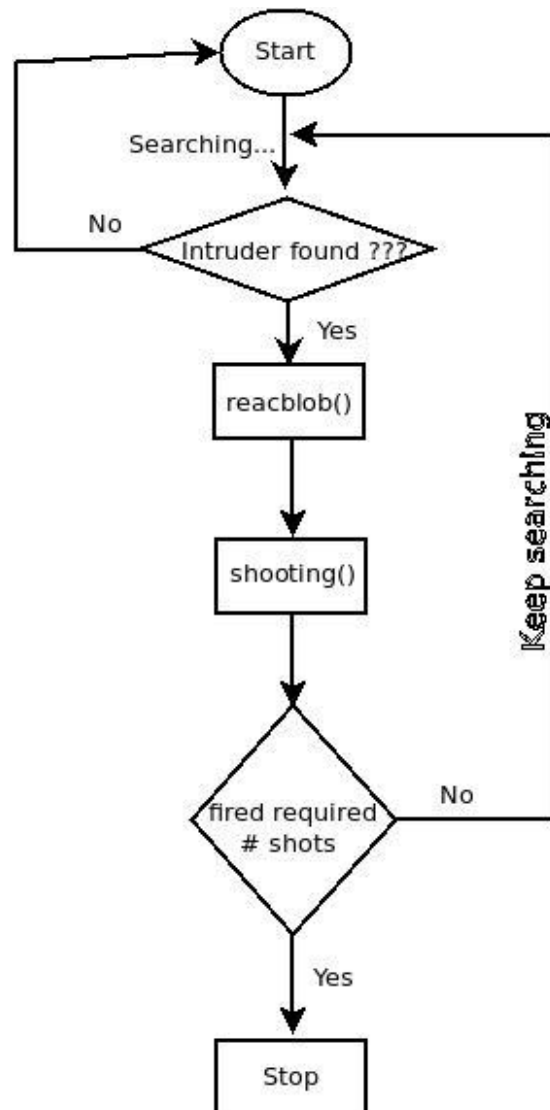 Start
Searching...
No
Intruder found ???
Yes
reacblob()
Keep searching
shooting()
fired required
# shots
No
Yes
Stop